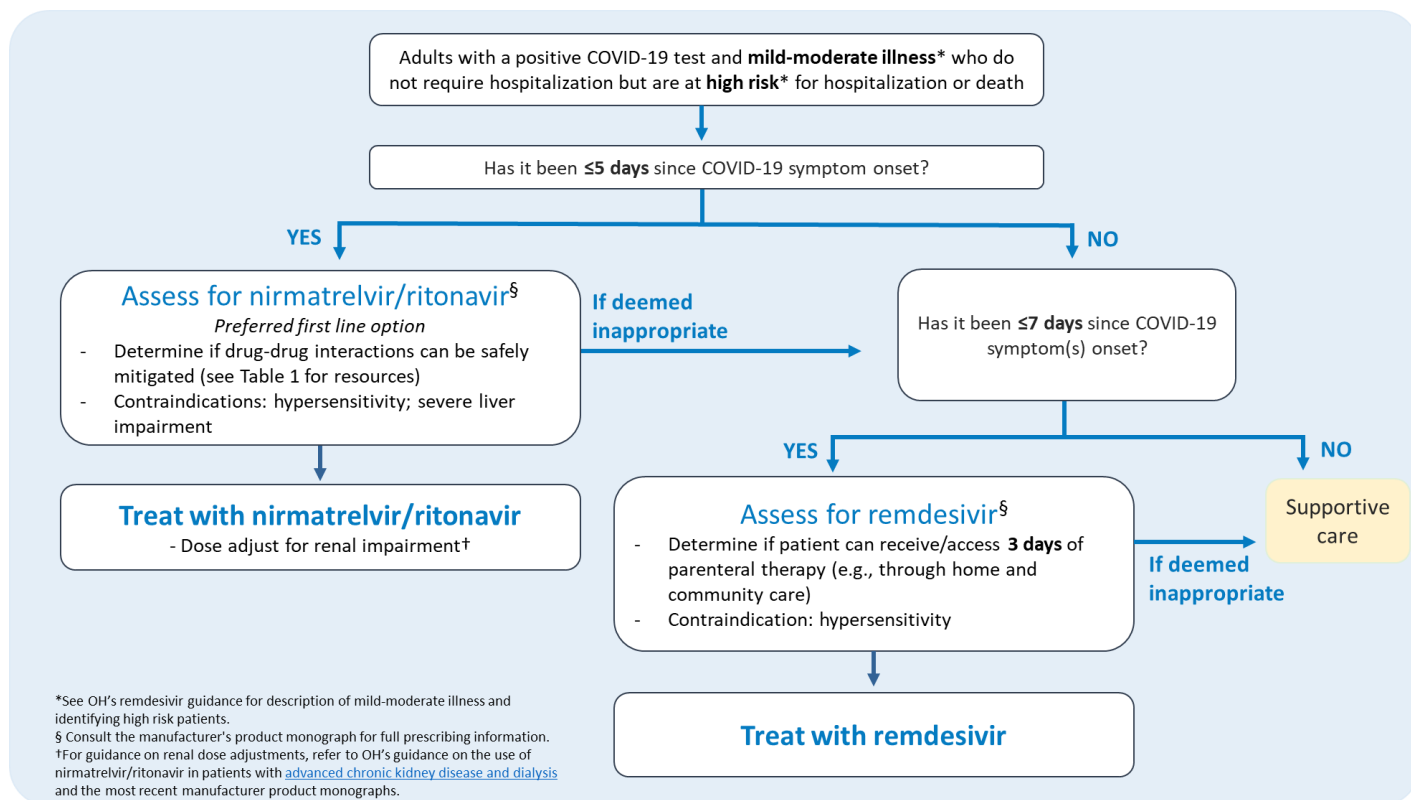 Adults with a positive COVID-19 test and mild-moderate illness* who do
not require hospitalization but are at high risk* for hospitalization or death
Has it been ≤5 days since COVID-19 symptom onset?
YES
NO
Assess for nirmatrelvir/ritonavir§
Preferred first line option
- Determine if drug-drug interactions can be safely
mitigated (see Table 1 for resources)
- Contraindications: hypersensitivity; severe liver
impairment
If deemed
inappropriate
Has it been ≤7 days since COVID-19
symptom(s) onset?
Treat with nirmatrelvir/ritonavir
- Dose adjust for renal impairment†
YES
NO
Assess for remdesivir§
- Determine if patient can receive/access 3 days of
parenteral therapy (e.g., through home and
community care)
- Contraindication: hypersensitivity
If deemed
inappropriate
Supportive
care
Treat with remdesivir
*See OH's remdesivir guidance for description of mild-moderate illness and
identifying high risk patients.
§ Consult the manufacturer's product monograph for full prescribing information.
†For guidance on renal dose adjustments, refer to OH's guidance on the use of
nirmatrelvir/ritonavir in patients with advanced chronic kidney disease and dialysis
and the most recent manufacturer product monographs.